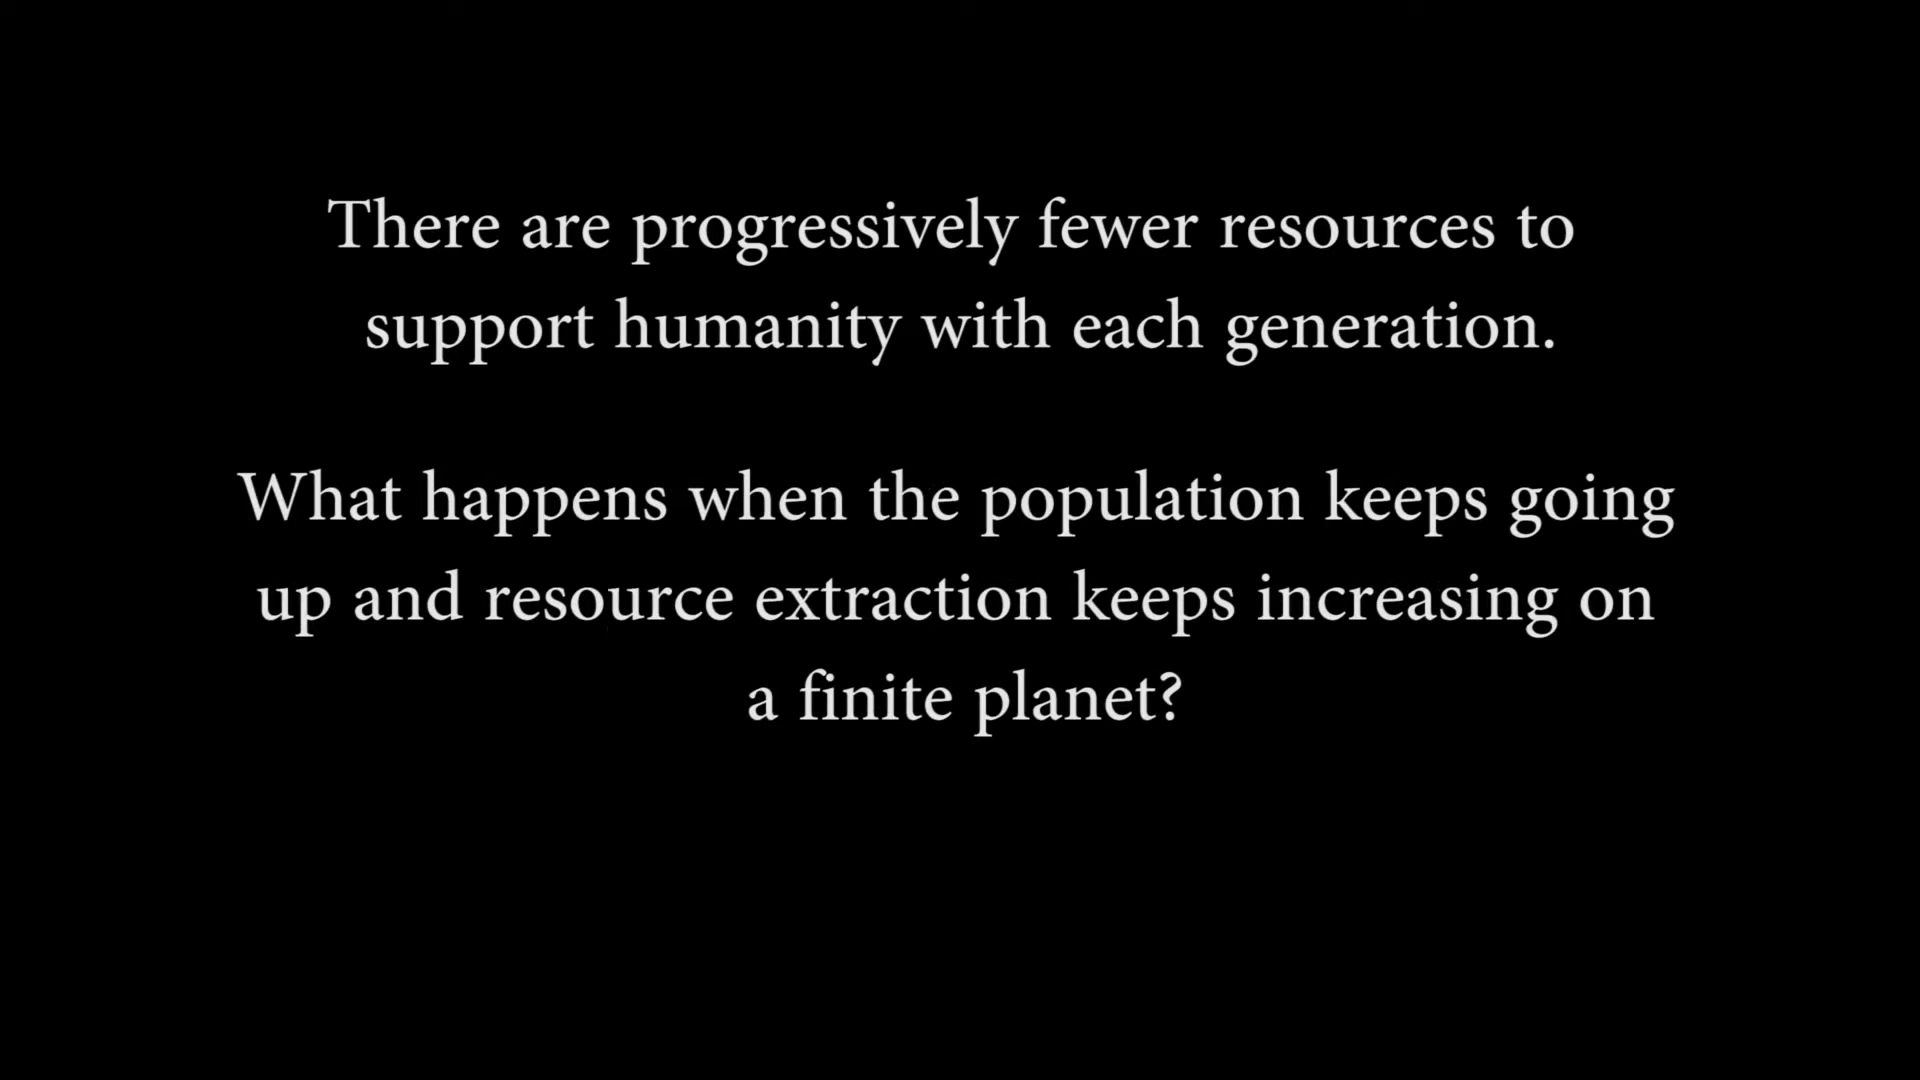 There are progressively fewer resources to
support humanity with each generation.
What happens when the population keeps going
up and resource extraction keeps increasing on
a finite planet?